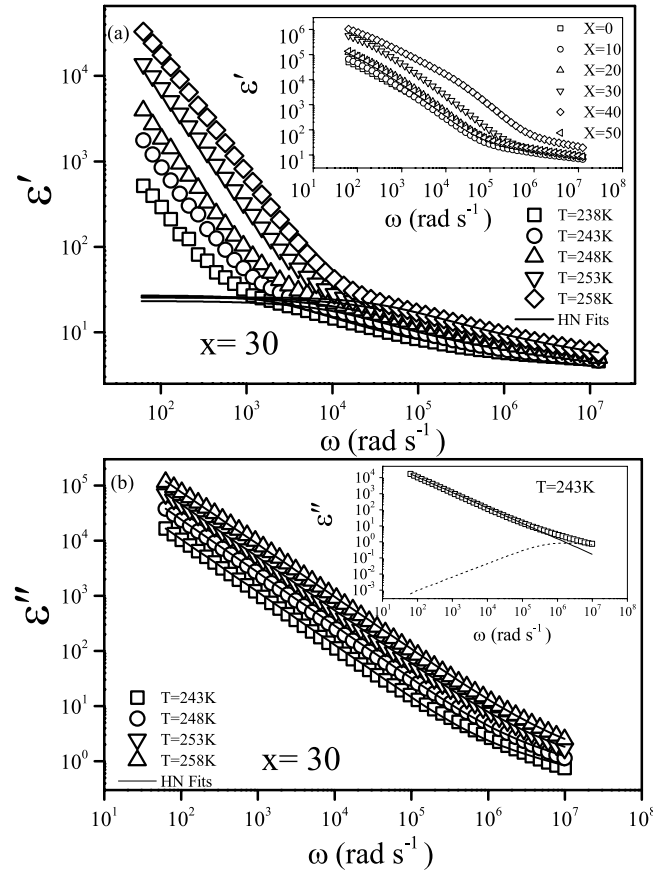 (a)
ε′
10⁴
10³
10²
10¹
10²
10³
10⁴
10⁵
10⁶
10⁷
ω (rad s⁻¹)
x= 30
T=238K
T=243K
T=248K
T=253K
T=258K
HN Fits
ε′
10⁶
10⁵
10⁴
10³
10²
10¹
10¹
10²
10³
10⁴
10⁵
10⁶
10⁷
10⁸
ω (rad s⁻¹)
X=0
X=10
X=20
X=30
X=40
X=50
(b)
ε″
10⁵
10⁴
10³
10²
10¹
10⁰
10¹
10²
10³
10⁴
10⁵
10⁶
10⁷
10⁸
ω (rad s⁻¹)
T=243K
T=248K
T=253K
T=258K
HN Fits
x= 30
ε″
10⁴
10³
10²
10¹
10⁰
10⁻¹
10⁻²
10⁻³
10¹
10²
10³
10⁴
10⁵
10⁶
10⁷
10⁸
ω (rad s⁻¹)
T=243K